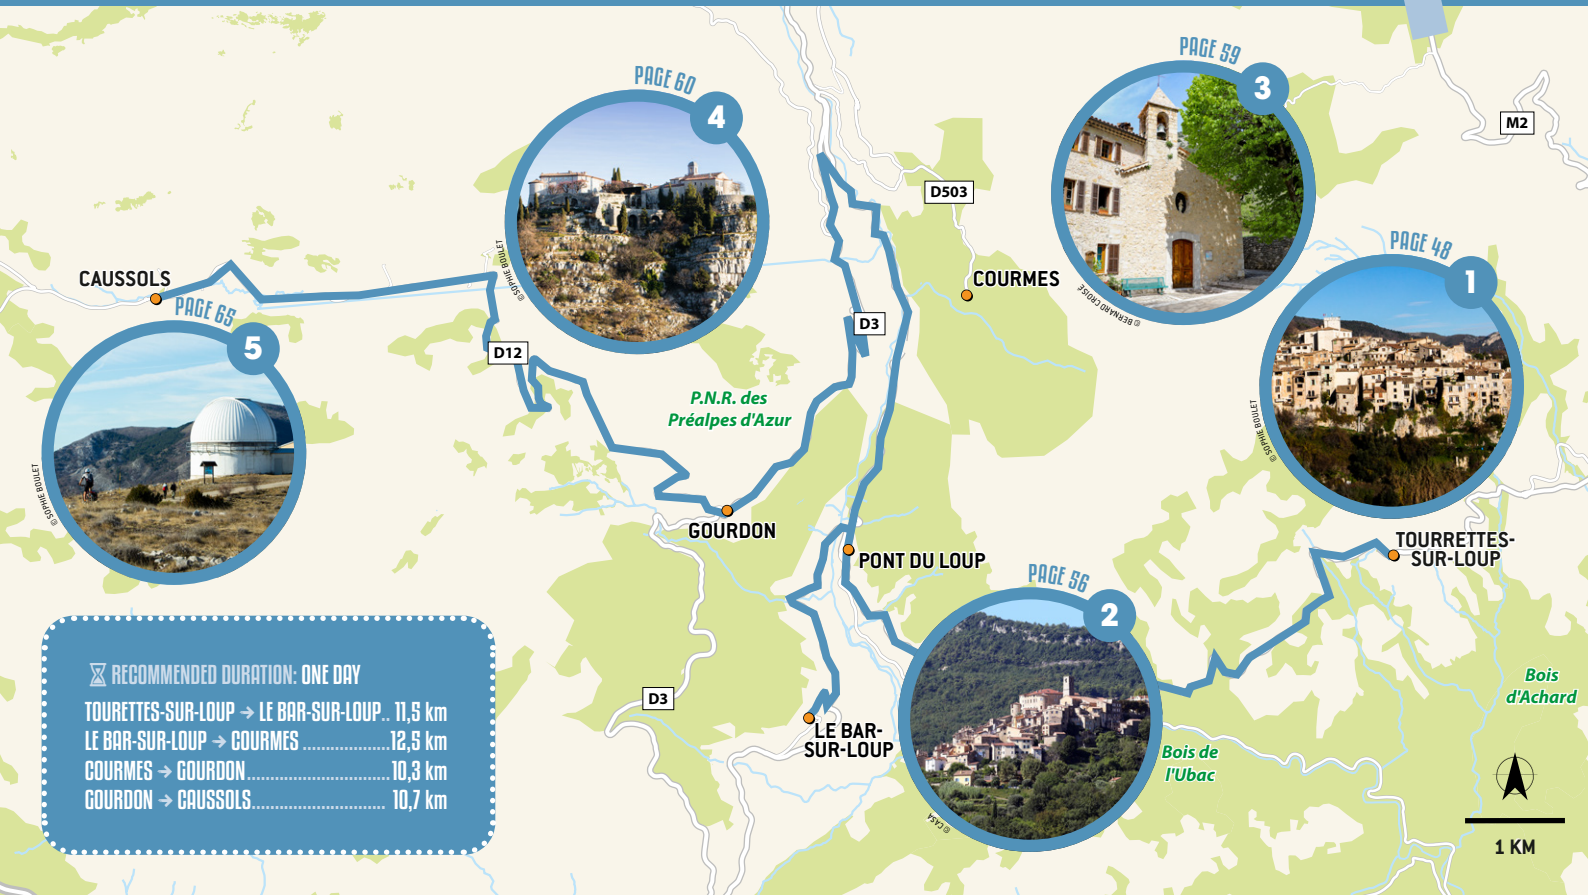 PAGE 60
4
© SOPHIE BOULET
PAGE 59
3
© BERNARD CROISÉ
M2
D503
COURMES
PAGE 48
1
© SOPHIE BOULET
CAUSSOLS
PAGE 65
5
© SOPHIE BOULET
D12
D3
P.N.R. des
Préalpes d'Azur
GOURDON
PONT DU LOUP
TOURRETTES-
SUR-LOUP
PAGE 56
2
© CASA
D3
LE BAR-
SUR-LOUP
Bois de
l'Ubac
Bois
d'Achard
RECOMMENDED DURATION: ONE DAY
TOURETTES-SUR-LOUP → LE BAR-SUR-LOUP.. 11,5 km
LE BAR-SUR-LOUP → COURMES ...................12,5 km
COURMES → GOURDON...............................10,3 km
GOURDON → CAUSSOLS............................. 10,7 km
1 KM